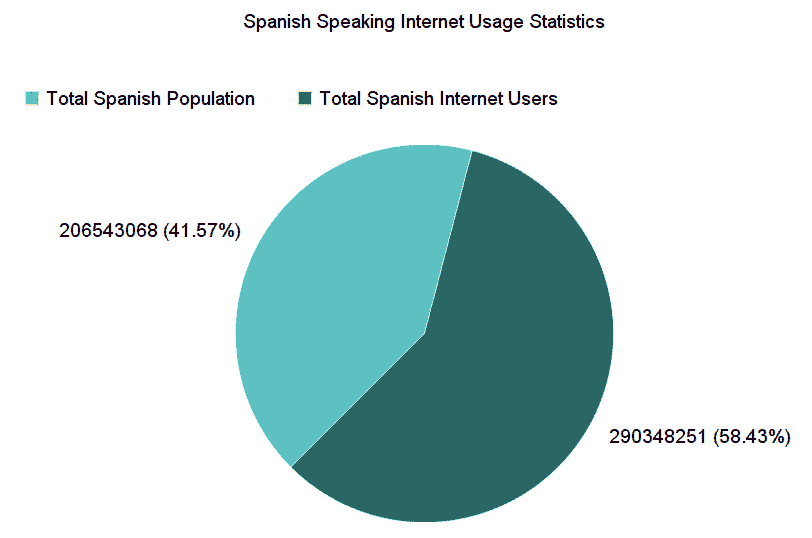 Spanish Speaking Internet Usage Statistics
Total Spanish Population
Total Spanish Internet Users
206543068 (41.57%)
290348251 (58.43%)